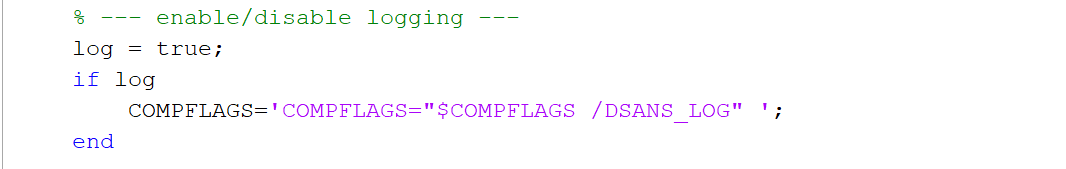 % --- enable/disable logging ---
log = true;
if log
    COMPFLAGS='COMPFLAGS="$COMPFLAGS /DSANS_LOG" ';
end